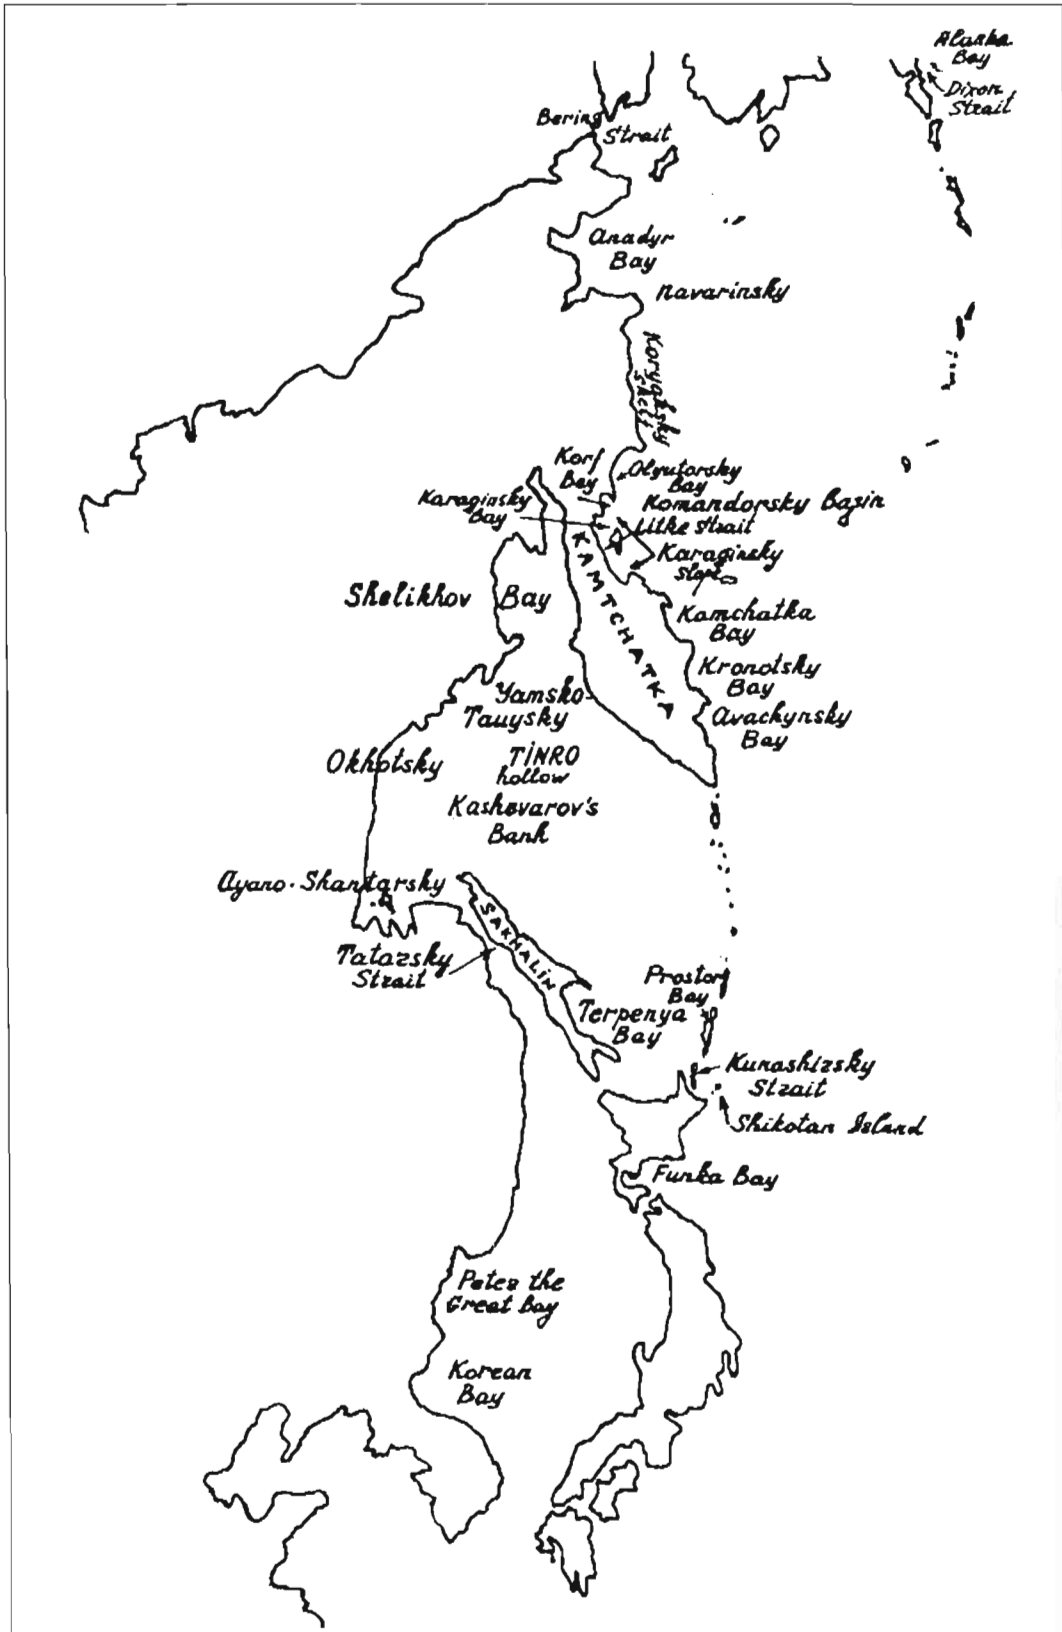 Alaska
Bay
Dixon
Strait
Bering
Strait
Anadyr
Bay
Navarinsky
Koryaksky
shelf
Korf
Bay
Olyutorsky
Bay
Karaginsky
Bay
Komandorsky Basin
Litke strait
Karaginsky
slope
KAMTCHATKA
Shelikhov Bay
Kamchatka
Bay
Kronotsky
Bay
Yamsko-
Tauysky
Avachynsky
Bay
Okhotsky
TINRO
hollow
Kashevarov's
Bank
Ayano-Shantarsky
SAKHALIN
Tatarsky
Strait
Prostor
Bay
Terpenya
Bay
Kunashirsky
Strait
Shikotan Island
Funka Bay
Peter the
Great Bay
Korean
Bay